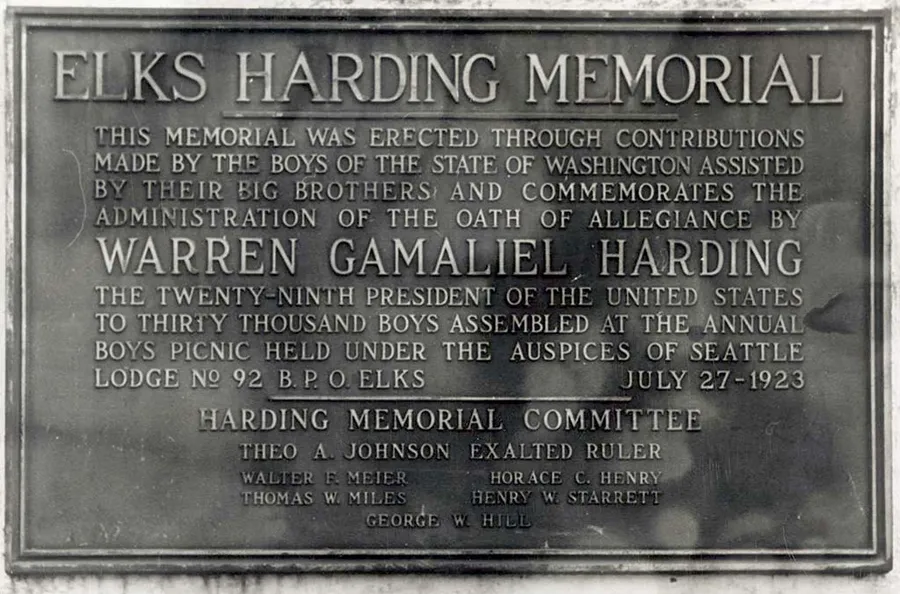 ELKS HARDING MEMORIAL
THIS MEMORIAL WAS ERECTED THROUGH CONTRIBUTIONS
MADE BY THE BOYS OF THE STATE OF WASHINGTON ASSISTED
BY THEIR BIG BROTHERS AND COMMEMORATES THE
ADMINISTRATION OF THE OATH OF ALLEGIANCE BY
WARREN GAMALIEL HARDING
THE TWENTY-NINTH PRESIDENT OF THE UNITED STATES
TO THIRTY THOUSAND BOYS ASSEMBLED AT THE ANNUAL
BOYS PICNIC HELD UNDER THE AUSPICES OF SEATTLE
LODGE Nº 92 B.P.O.ELKS JULY 27-1923
HARDING MEMORIAL COMMITTEE
THEO A. JOHNSON EXALTED RULER
WALTER F. MEIER HORACE C. HENRY
THOMAS W. MILES HENRY W. STARRETT
GEORGE W. HILL